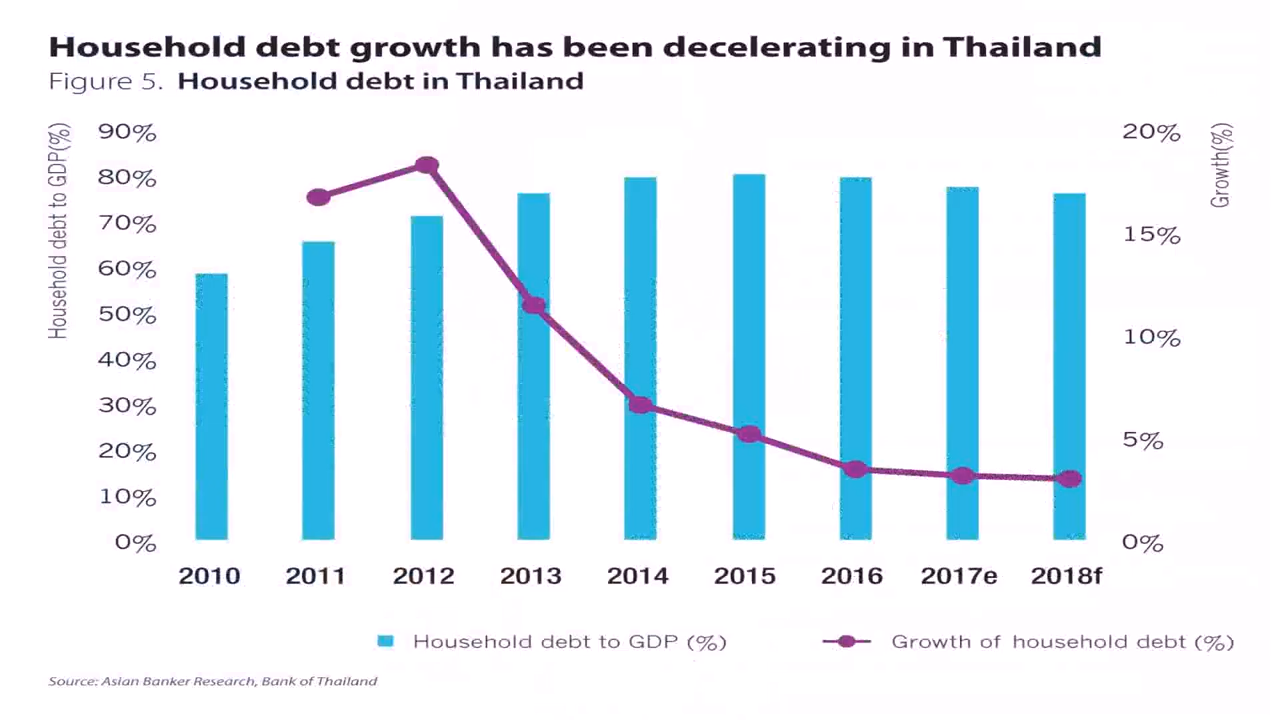 Household debt growth has been decelerating in Thailand
Figure 5. Household debt in Thailand
Household debt to GDP(%)
90%
80%
70%
60%
50%
40%
30%
20%
10%
0%
20%
15%
10%
5%
0%
Growth(%)
2010 2011 2012 2013 2014 2015 2016 2017e 2018f
Household debt to GDP (%) Growth of household debt (%)
Source: Asian Banker Research, Bank of Thailand